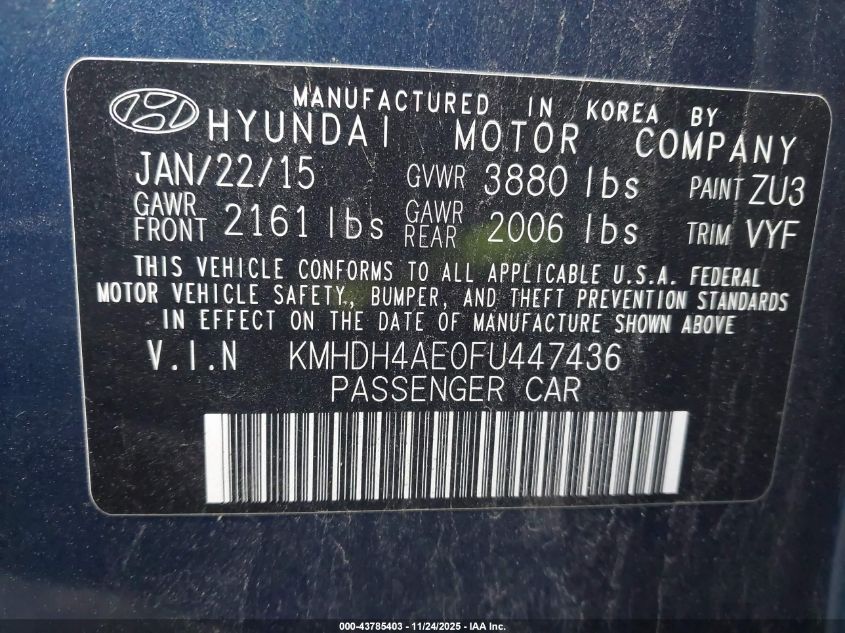 MANUFACTURED IN KOREA BY
HYUNDAI MOTOR COMPANY
JAN/22/15 GVWR 3880 lbs PAINT ZU3
GAWR FRONT 2161 lbs GAWR REAR 2006 lbs TRIM VYF
THIS VEHICLE CONFORMS TO ALL APPLICABLE U.S.A. FEDERAL
MOTOR VEHICLE SAFETY., BUMPER, AND THEFT PREVENTION STANDARDS
IN EFFECT ON THE DATE OF MANUFACTURE SHOWN ABOVE
V.I.N KMHDH4AE0FU447436
PASSENGER CAR
000-43785403 - 11/24/2025 - IAA Inc.